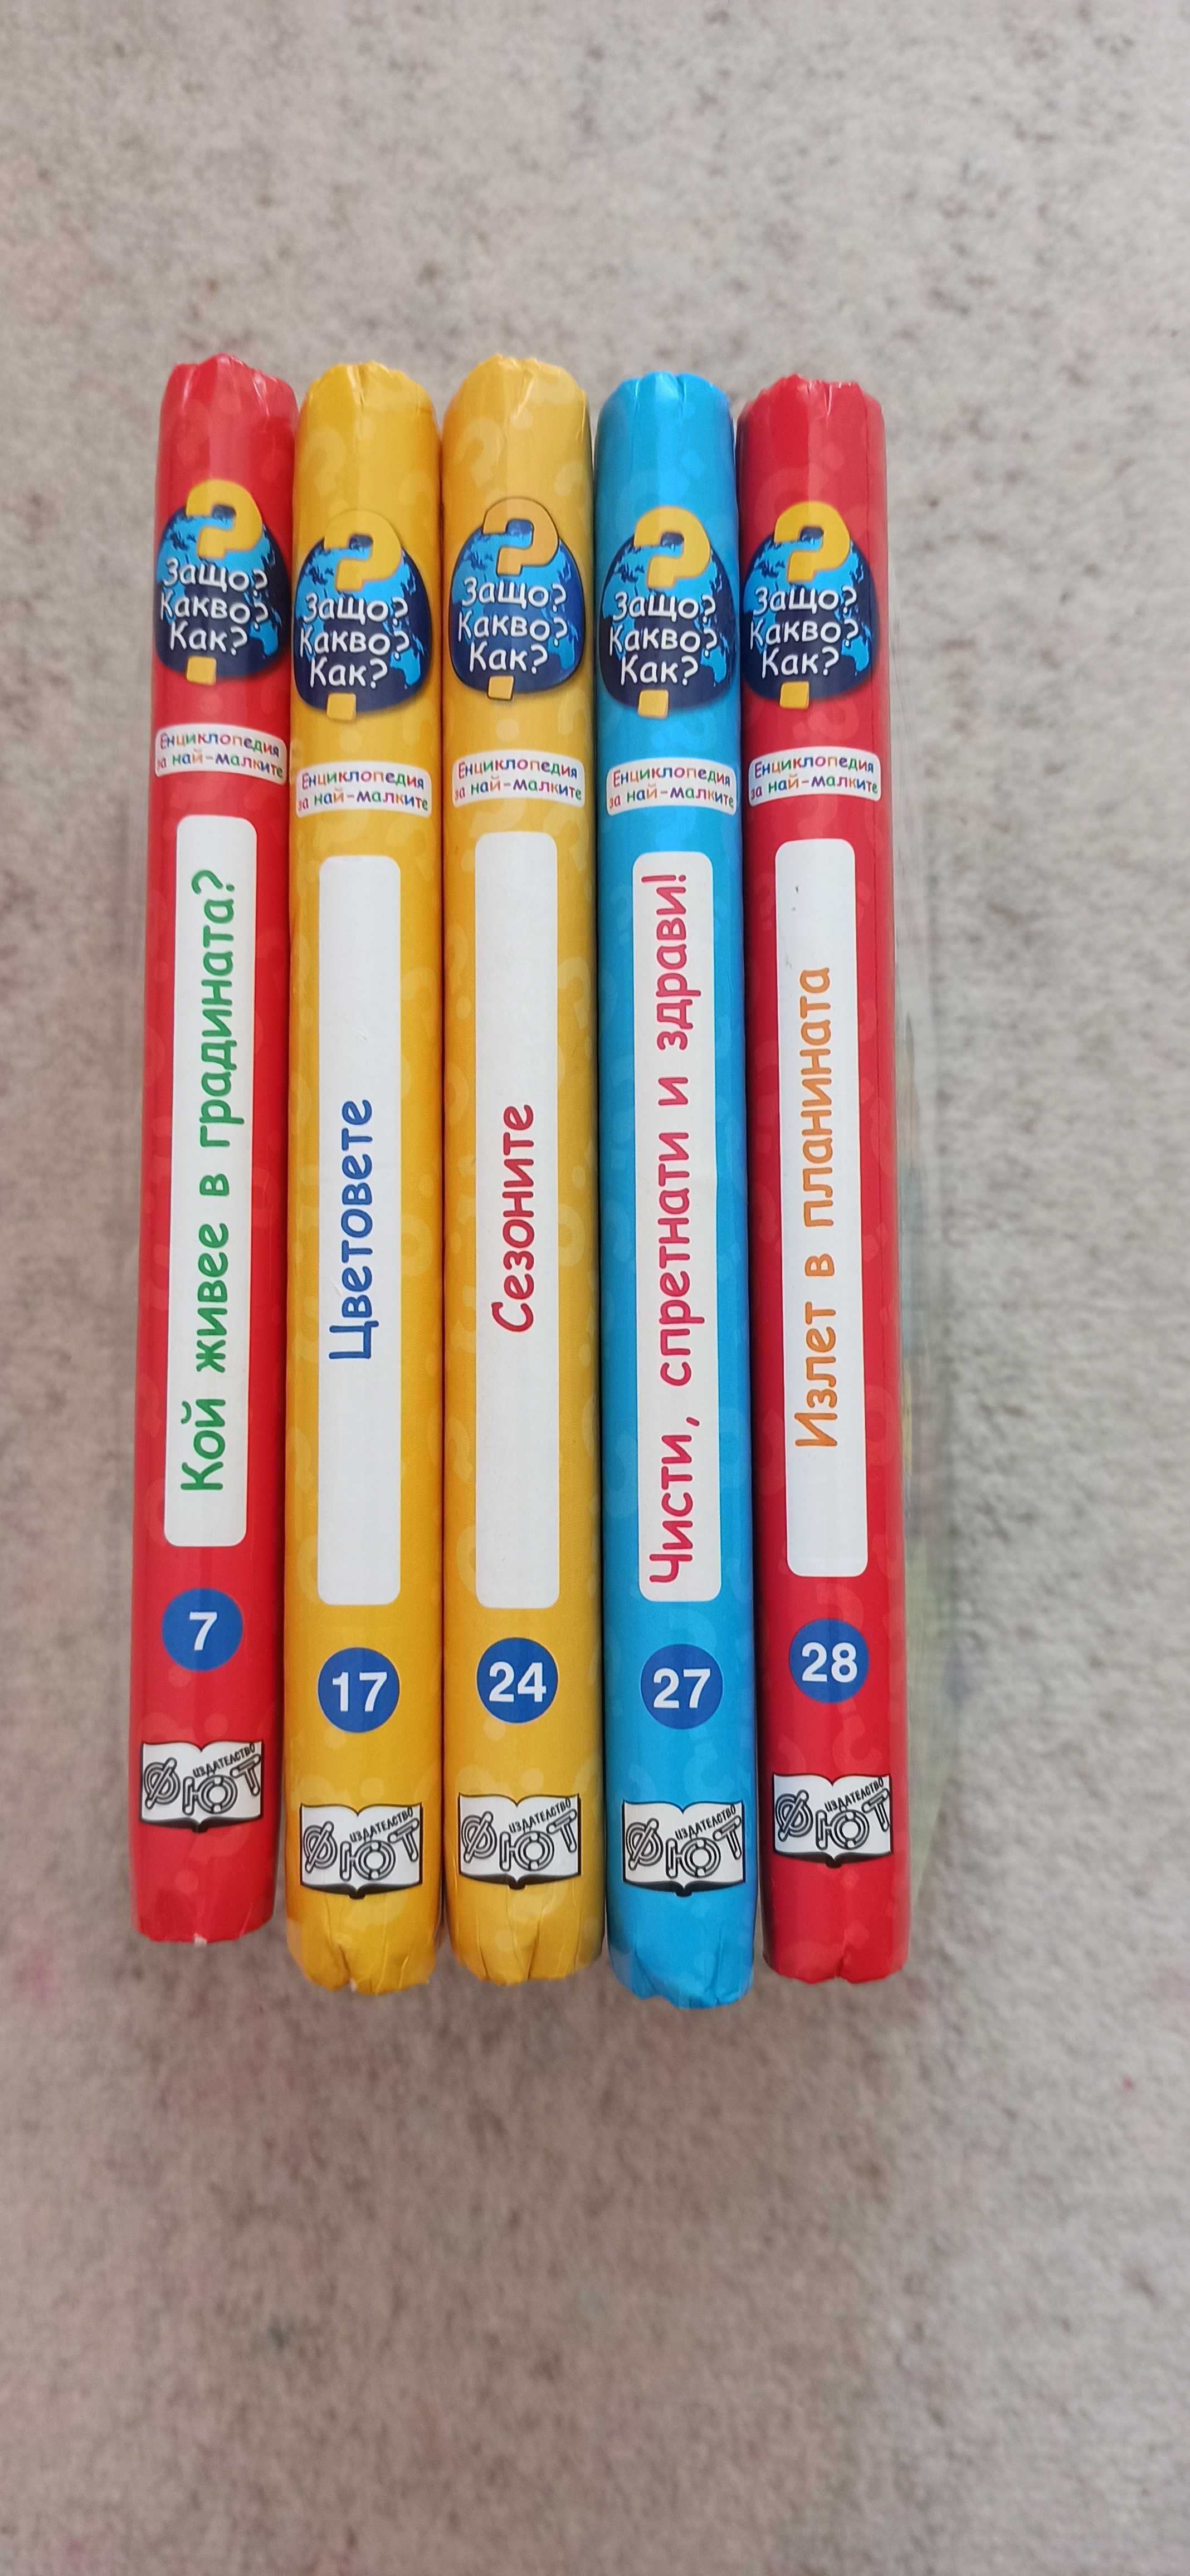 Защо?
Какво?
Как?
Енциклопедия
за най-малките
Кой живее в градината?
7
ИЗДАТЕЛСТВО
ФЮТ
Защо?
Какво?
Как?
Енциклопедия
за най-малките
Цветовете
17
ИЗДАТЕЛСТВО
ФЮТ
Защо?
Какво?
Как?
Енциклопедия
за най-малките
Сезоните
24
ИЗДАТЕЛСТВО
ФЮТ
Защо?
Какво?
Как?
Енциклопедия
за най-малките
Чисти, спретнати и здрави!
27
ИЗДАТЕЛСТВО
ФЮТ
Защо?
Какво?
Как?
Енциклопедия
за най-малките
Излет в планината
28
ИЗДАТЕЛСТВО
ФЮТ